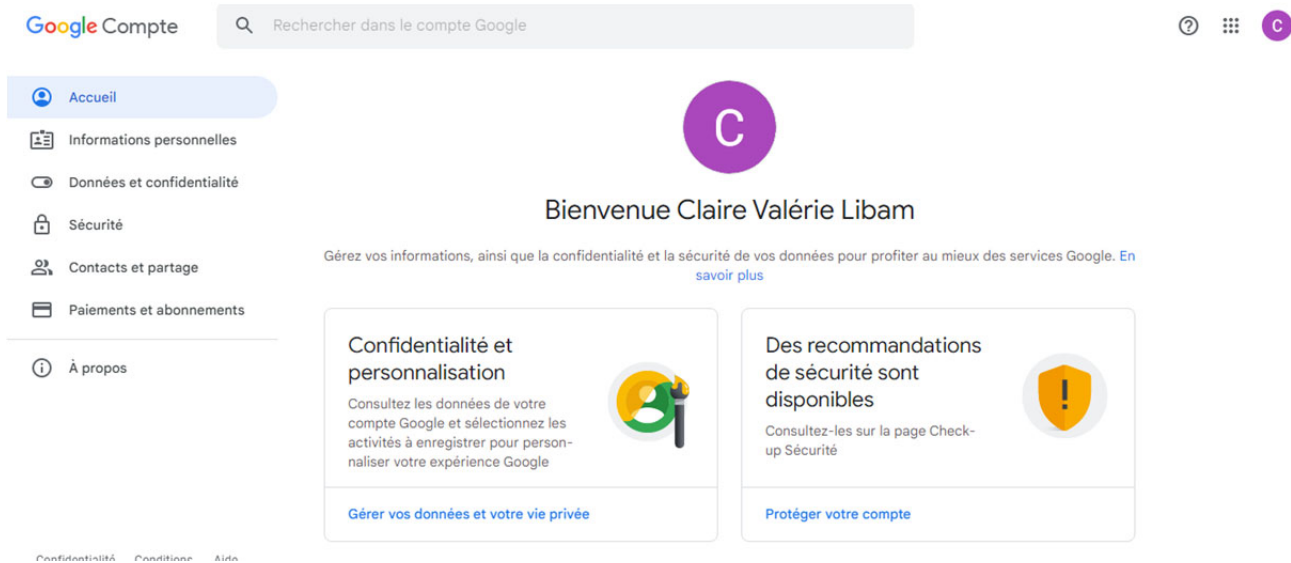 Google Compte
Rechercher dans le compte Google
C
Accueil
Informations personnelles
Données et confidentialité
Sécurité
Contacts et partage
Paiements et abonnements
À propos
C
Bienvenue Claire Valérie Libam
Gérez vos informations, ainsi que la confidentialité et la sécurité de vos données pour profiter au mieux des services Google. En
savoir plus
Confidentialité et
personnalisation
Consultez les données de votre
compte Google et sélectionnez les
activités à enregistrer pour person-
naliser votre expérience Google
Gérer vos données et votre vie privée
Des recommandations
de sécurité sont
disponibles
Consultez-les sur la page Check-
up Sécurité
Protéger votre compte
Confidentialité Conditions Aide